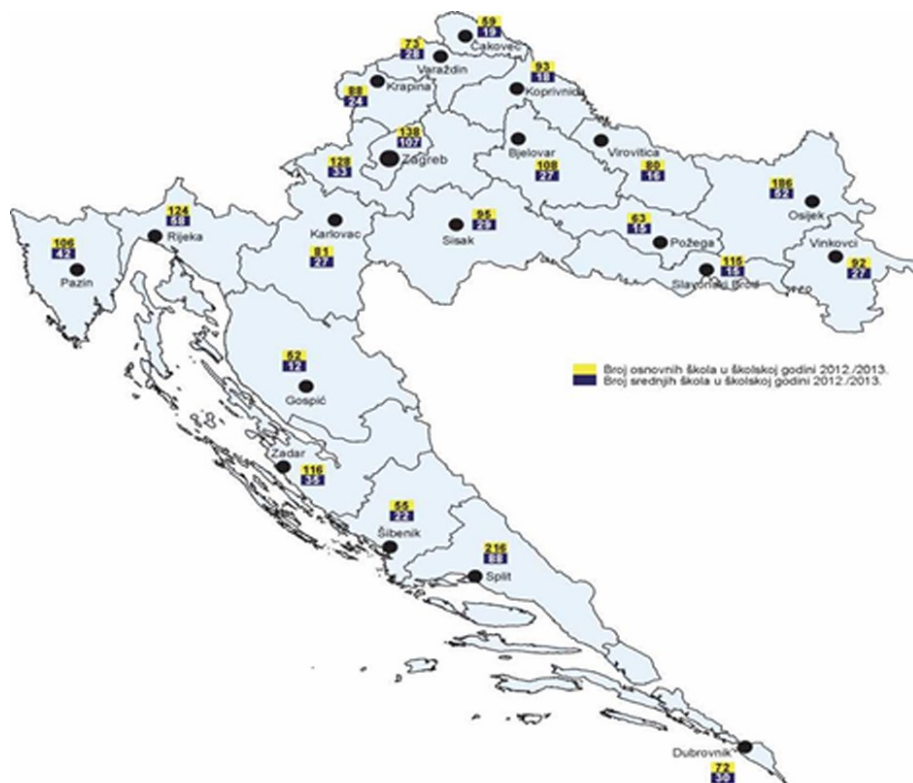 59
19
Čakovec
73
28
Varaždin
93
18
Koprivnica
88
24
Krapina
138
107
Zagreb
128
33
Bjelovar
108
27
Virovitica
80
16
186
52
Osijek
124
58
Rijeka
Karlovac
81
27
95
29
Sisak
63
15
Požega
Vinkovci
92
27
106
42
Pazin
115
15
Slavonski Brod
52
12
Gospić
Broj osnovnih škola u školskoj godini 2012./2013.
Broj srednjih škola u školskoj godini 2012./2013.
Zadar
116
35
55
22
Šibenik
216
Split
Dubrovnik
72